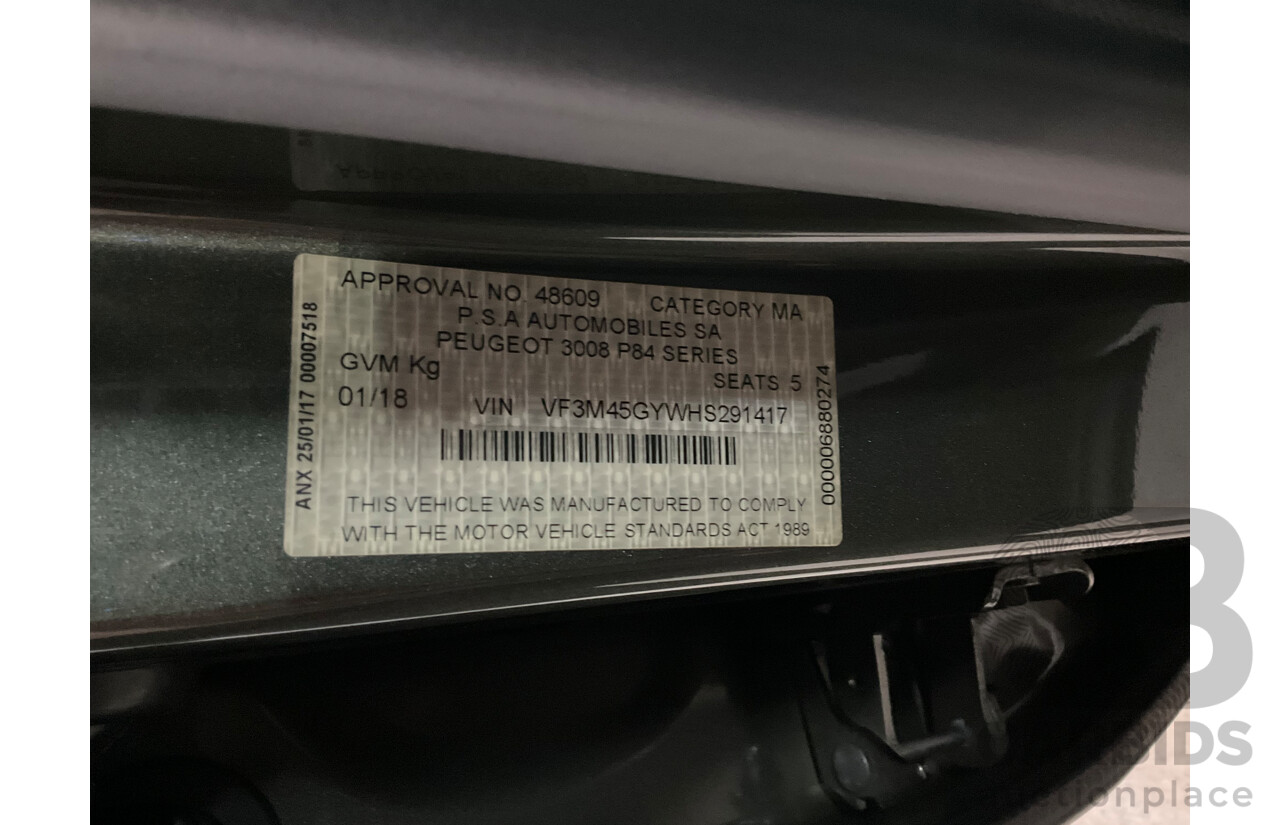 APPROVAL NO. 48609 CATEGORY MA
P.S.A AUTOMOBILES SA
PEUGEOT 3008 P84 SERIES
GVM Kg SEATS 5
01/18 VIN VF3M45GYWHS291417
THIS VEHICLE WAS MANUFACTURED TO COMPLY
WITH THE MOTOR VEHICLE STANDARDS ACT 1989
ANX 25/01/17 00007518
000006880274